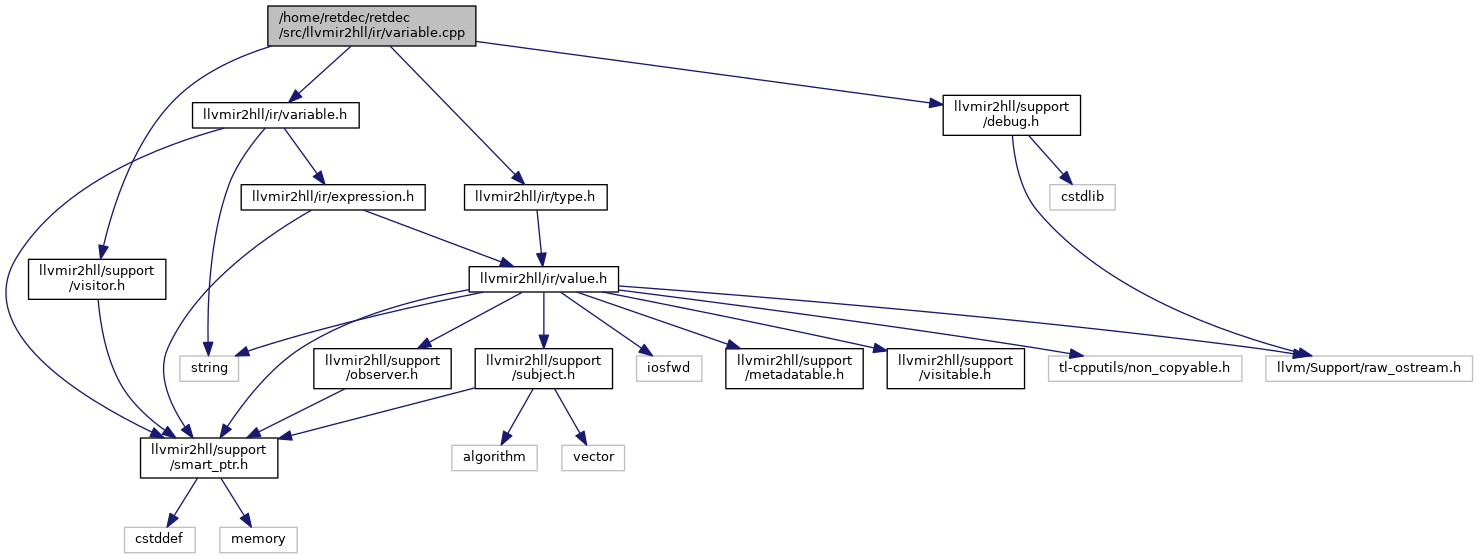 /home/retdec/retdec
/src/llvmir2hll/ir/variable.cpp
llvmir2hll/ir/variable.h
llvmir2hll/support
/debug.h
llvmir2hll/ir/expression.h
llvmir2hll/ir/type.h
cstdlib
llvmir2hll/support
/visitor.h
llvmir2hll/ir/value.h
string
llvmir2hll/support
/observer.h
llvmir2hll/support
/subject.h
iosfwd
llvmir2hll/support
/metadatable.h
llvmir2hll/support
/visitable.h
tl-cpputils/non_copyable.h
llvm/Support/raw_ostream.h
llvmir2hll/support
/smart_ptr.h
algorithm
vector
cstddef
memory